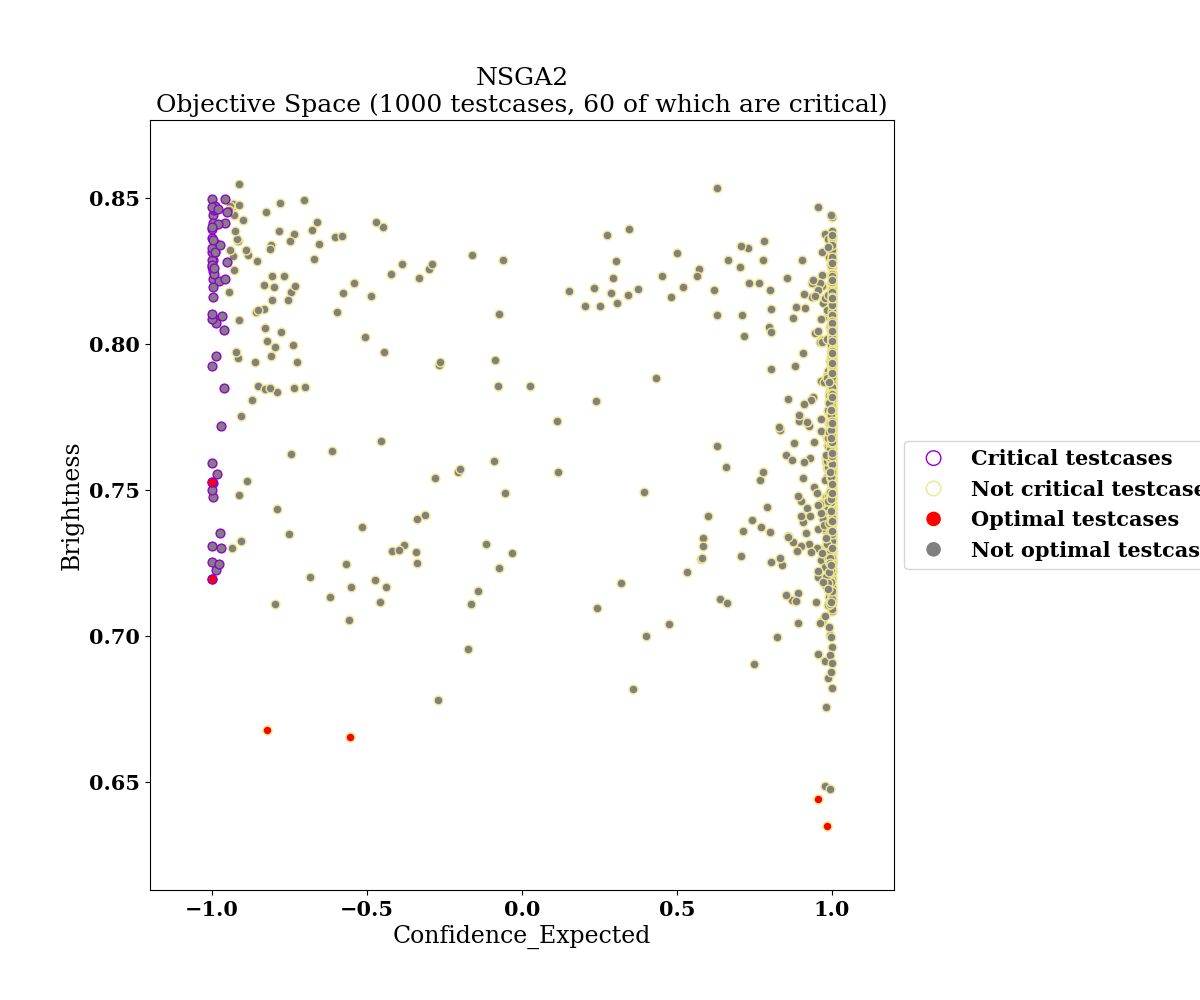 NSGA2
Objective Space (1000 testcases, 60 of which are critical)
0.85
0.80
0.75
0.70
0.65
Brightness
−1.0 −0.5 0.0 0.5 1.0
Confidence_Expected
Critical testcases
Not critical testcase
Optimal testcases
Not optimal testcas